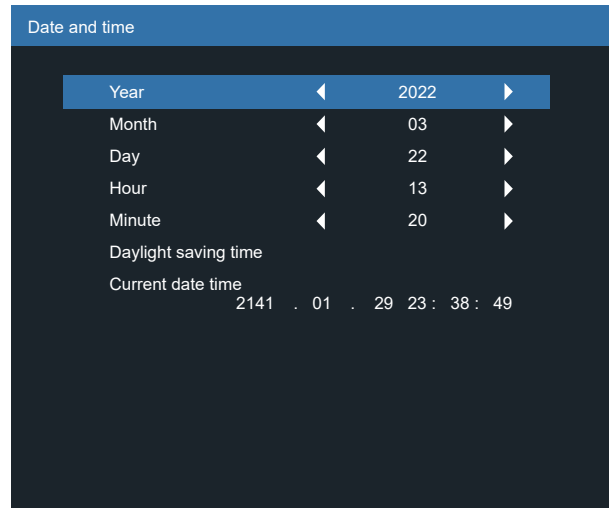 Date and time
Year 2022
Month 03
Day 22
Hour 13
Minute 20
Daylight saving time
Current date time
2141 . 01 . 29 23 : 38 : 49